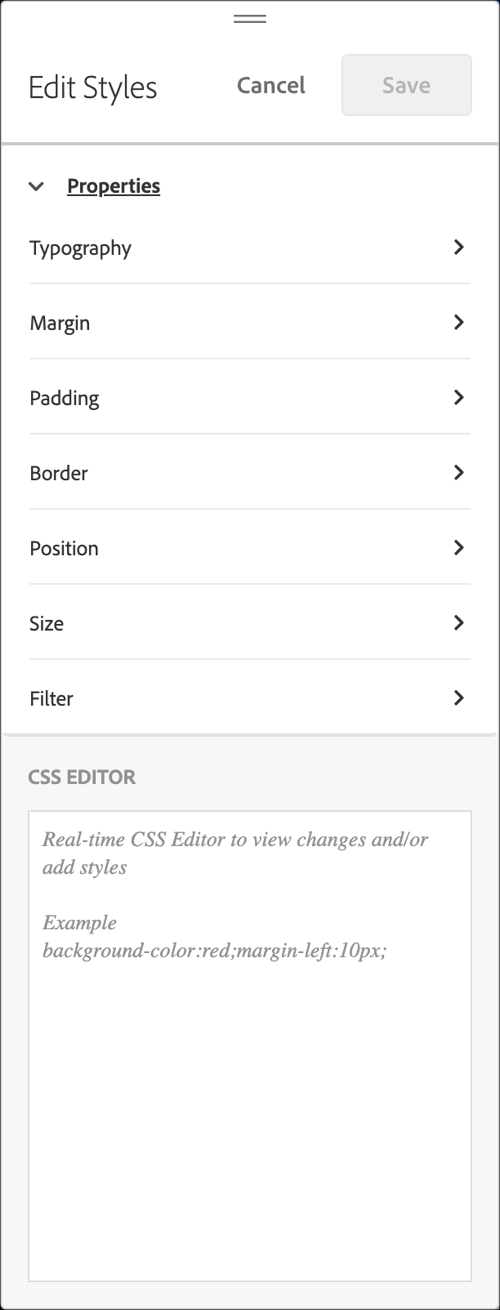 Edit Styles
Cancel
Save
Properties
Typography
Margin
Padding
Border
Position
Size
Filter
CSS EDITOR
Real-time CSS Editor to view changes and/or
add styles
Example
background-color:red;margin-left:10px;